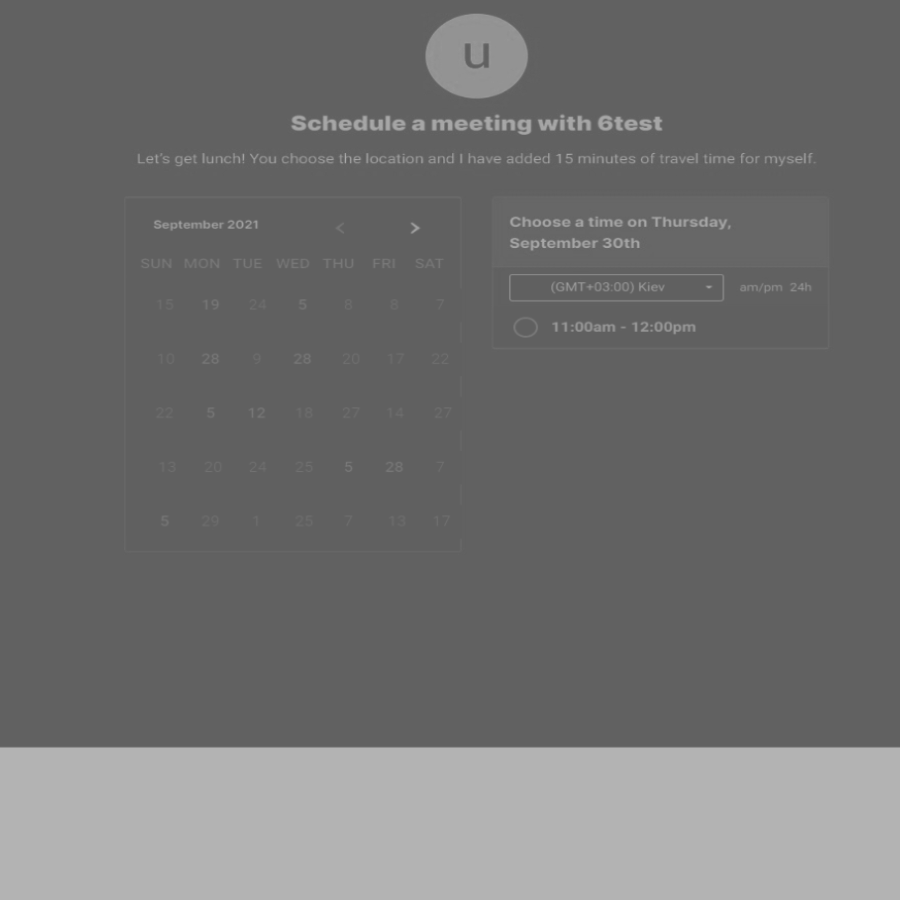 u
Schedule a meeting with 6test
Let's get lunch! You choose the location and I have added 15 minutes of travel time for myself.
September 2021 < >
SUN MON TUE WED THU FRI SAT
15 19 24 5 8 6 7
10 28 9 28 20 17 22
22 5 12 18 27 14 27
13 20 24 25 5 28 7
5 29 1 25 7 13 17
Choose a time on Thursday,
September 30th
(GMT+03:00) Kiev am/pm 24h
11:00am - 12:00pm